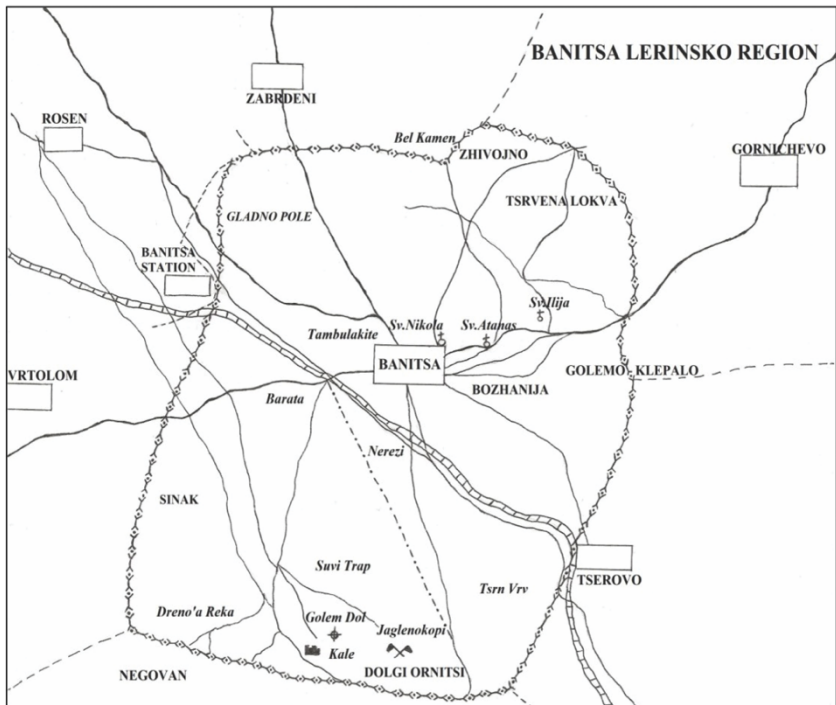 BANITSA LERINSKO REGION
ZABRDENI
ROSEN
Bel Kamen
ZHIVOJNO
GORNICHEVO
TSRVENA LOKVA
GLADNO POLE
BANITSA
STATION
Sv.Ilija
Sv.Nikola
Sv.Atanas
Tambulakite
BANITSA
VRTOLOM
GOLEMO KLEPALO
BOZHANIJA
Barata
Nerezi
SINAK
Suvi Trap
TSEROVO
Tsrn Vrv
Dreno'a Reka
Golem Dol
Jaglenokopi
Kale
NEGOVAN
DOLGI ORNITSI